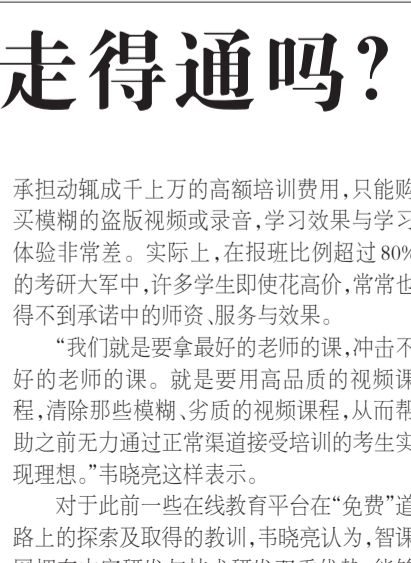 走得通吗?
承担动辄成千上万的高额培训费用,只能购
买模糊的盗版视频或录音,学习效果与学习
体验非常差。实际上,在报班比例超过80%
的考研大军中,许多学生即使花高价,常常也
得不到承诺中的师资、服务与效果。
“我们就是要拿最好的老师的课,冲击不
好的老师的课。就是要用高品质的视频课
程,清除那些模糊、劣质的视频课程,从而帮
助之前无力通过正常渠道接受培训的考生实
现理想。”韦晓亮这样表示。
对于此前一些在线教育平台在“免费”道
路上的探索及取得的教训,韦晓亮认为,智课